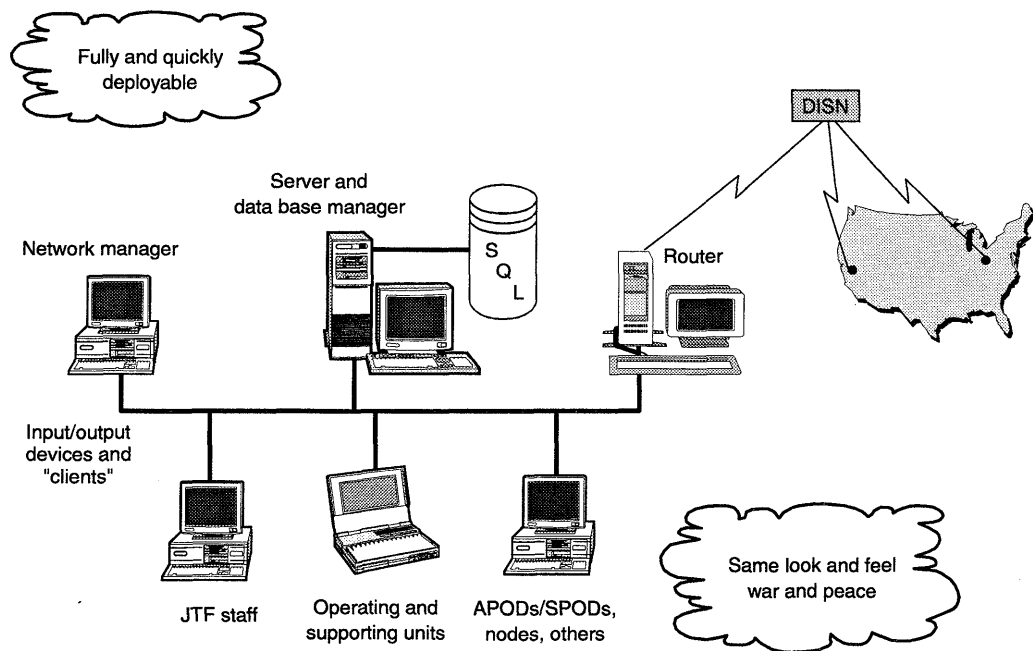 Fully and quickly
deployable
DISN
Server and
data base manager
Network manager
S
Q
L
Router
Input/output
devices and
"clients"
JTF staff
Operating and
supporting units
APODs/SPODs,
nodes, others
Same look and feel
war and peace